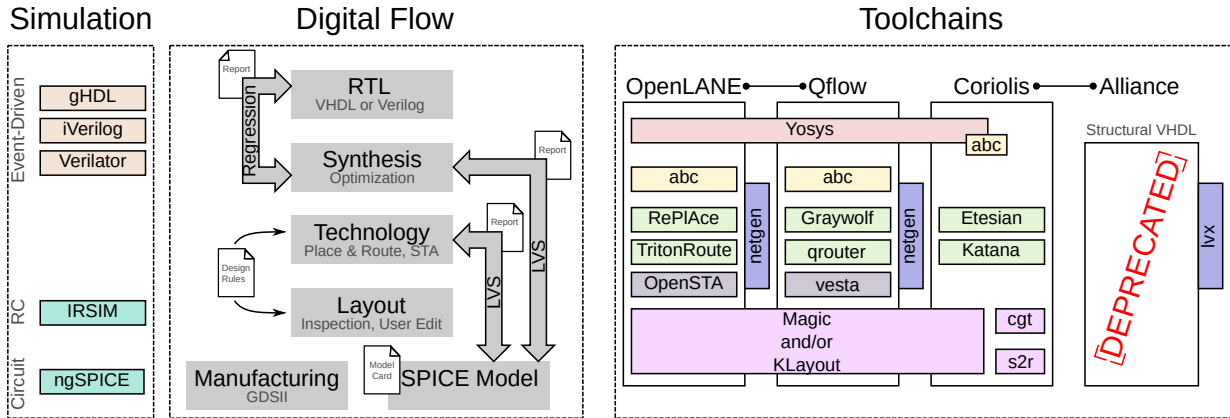 Simulation
Digital Flow
Toolchains
Event-Driven
gHDL
iVerilog
Verilator
RC
IRSIM
Circuit
ngSPICE
Report
RTL
VHDL or Verilog
Regression
Synthesis
Optimization
Report
Technology
Place & Route, STA
Report
Design
Rules
LVS
LVS
Layout
Inspection, User Edit
Manufacturing
GDSII
Model
Card
SPICE Model
OpenLANE
Qflow
Coriolis
Alliance
Yosys
abc
Structural VHDL
abc
abc
RePlAce
Graywolf
Etesian
TritonRoute
qrouter
Katana
OpenSTA
vesta
netgen
netgen
lvx
[DEPRECATED]
Magic
and/or
KLayout
cgt
s2r